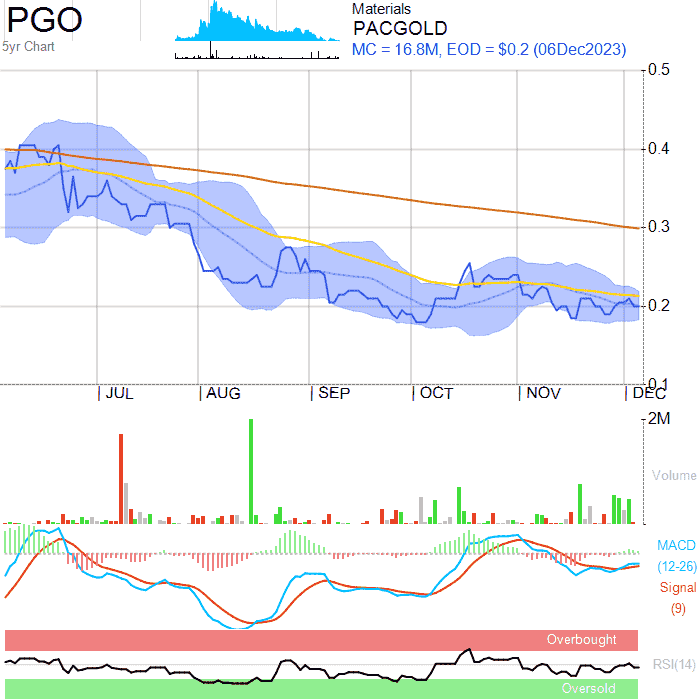 PGO
5yr Chart
Materials
PACGOLD
MC = 16.8M, EOD = $0.2 (06Dec2023)
0.5
0.4
0.3
0.2
0.1
JUL
AUG
SEP
OCT
NOV
DEC
2M
Volume
MACD
(12-26)
Signal
(9)
Overbought
RSI(14)
Oversold